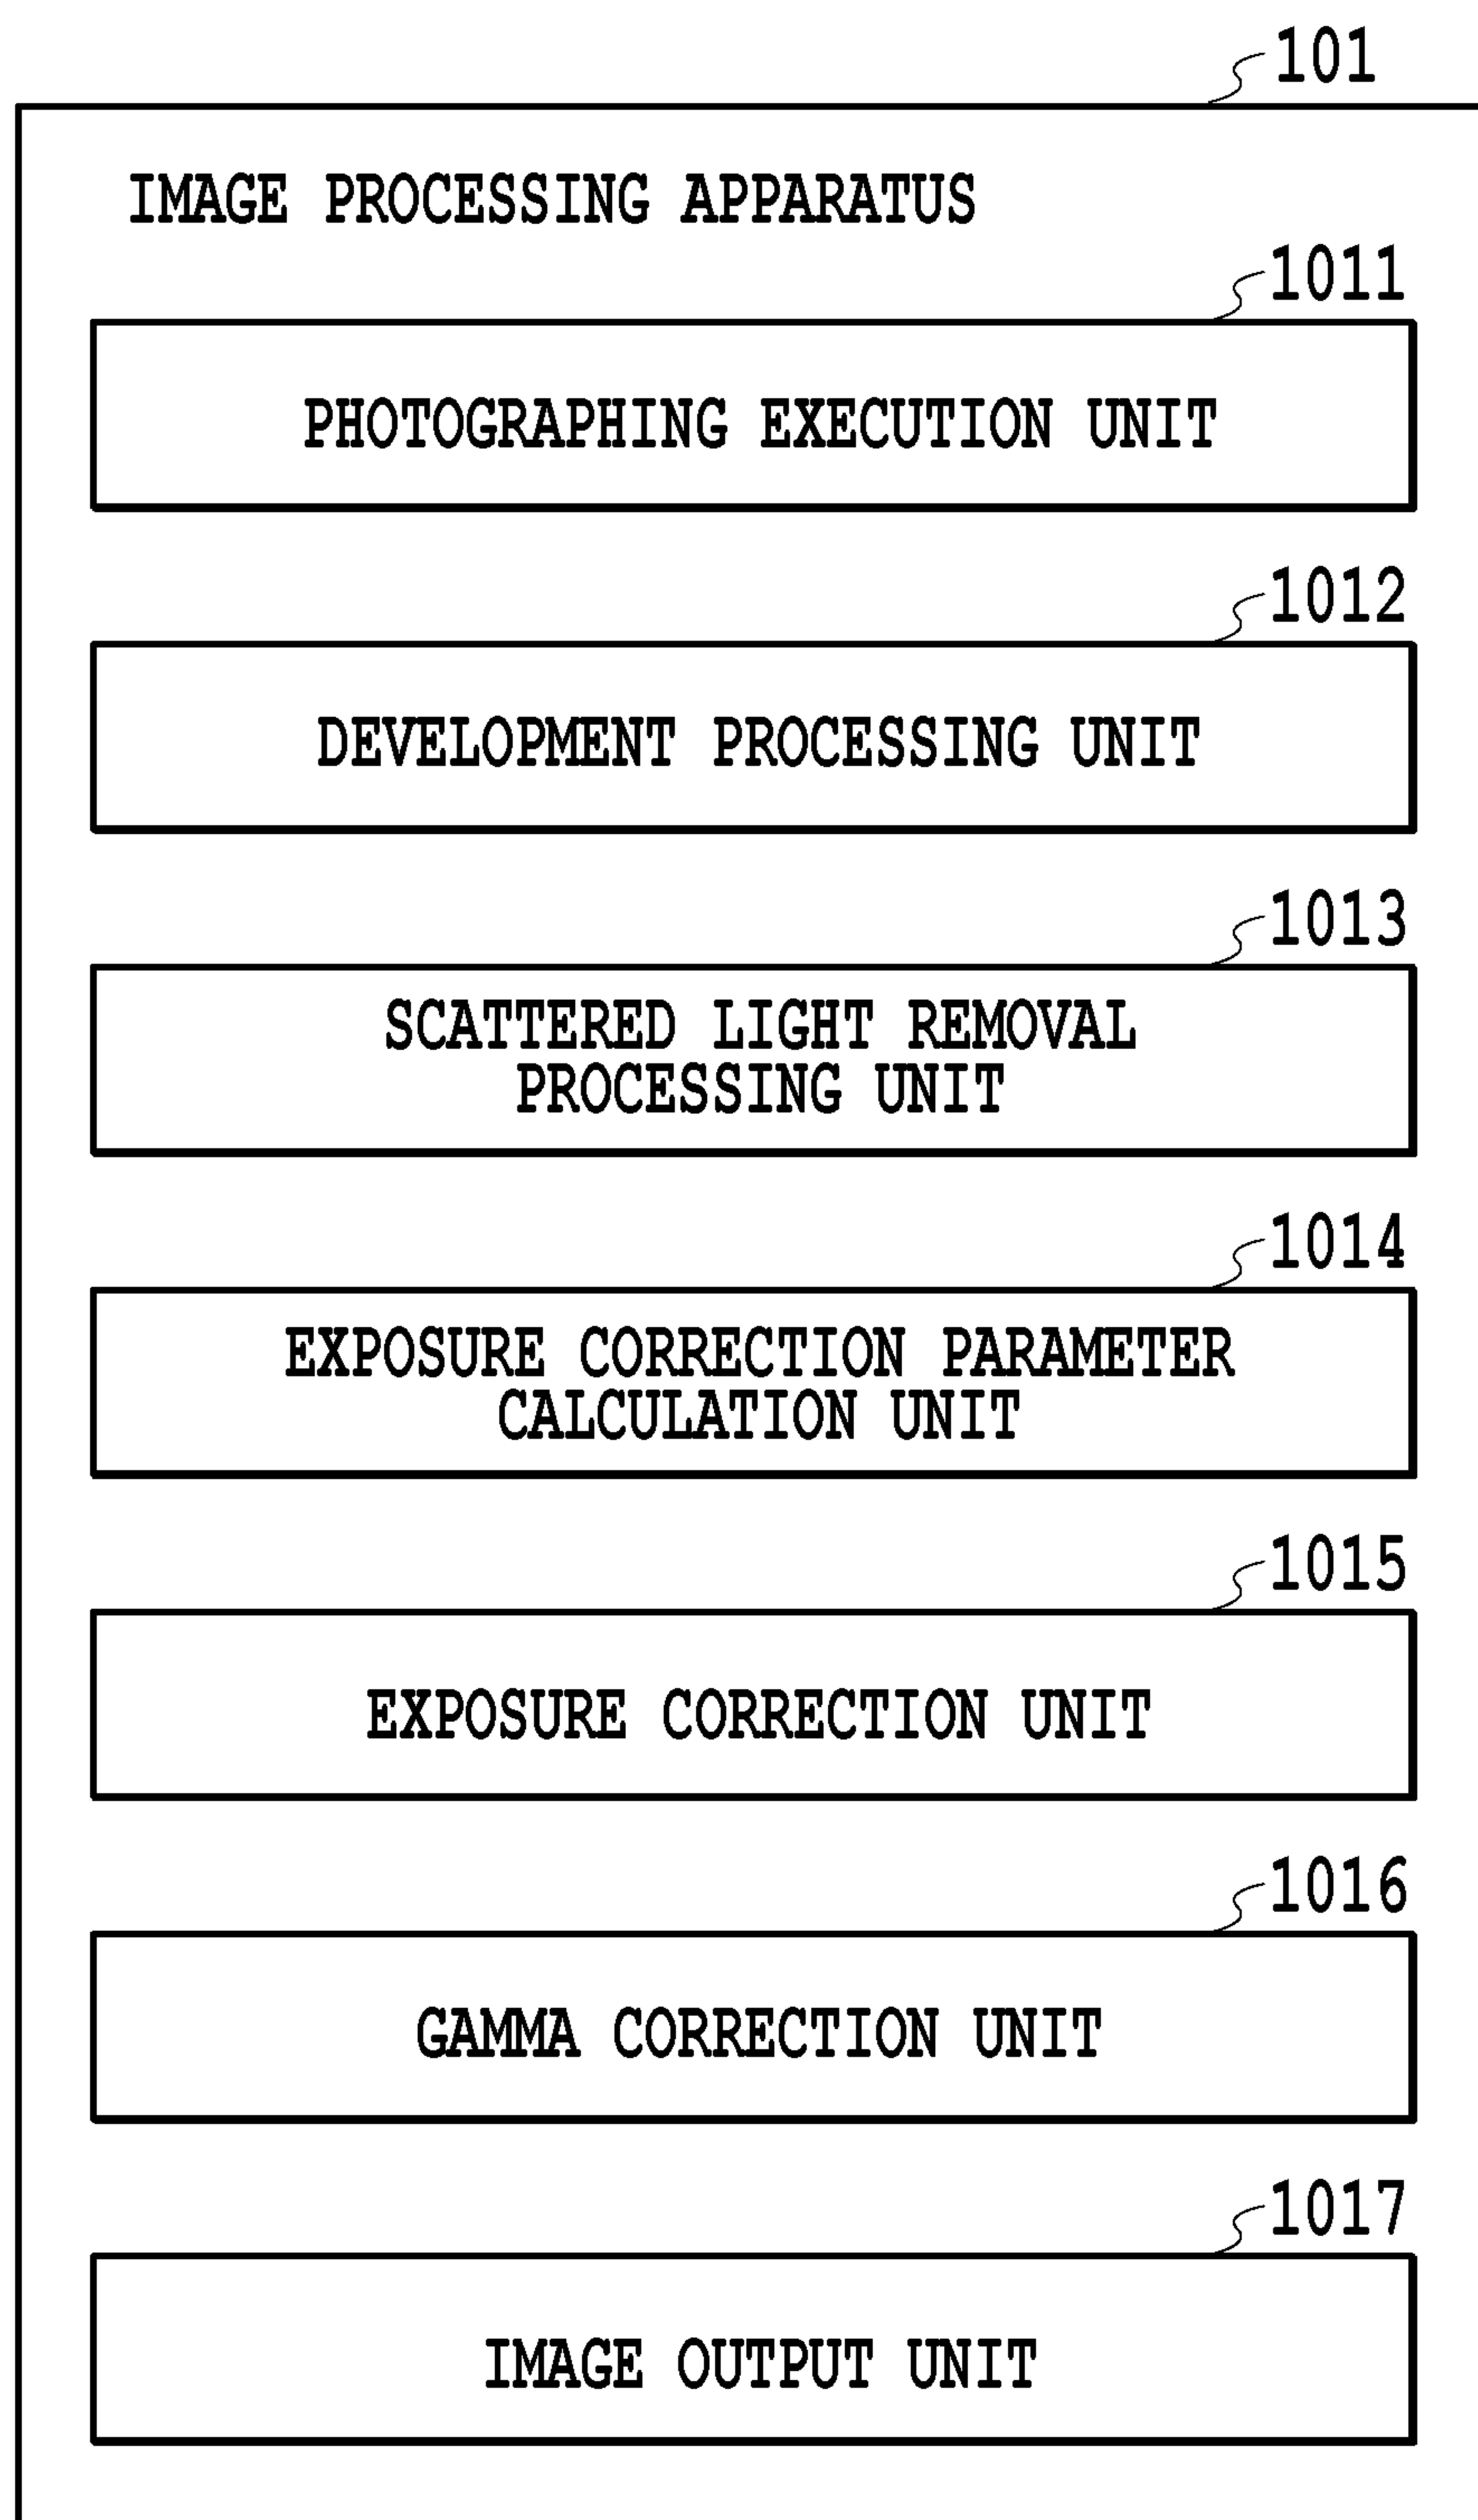 101
IMAGE PROCESSING APPARATUS
1011
PHOTOGRAPHING EXECUTION UNIT
1012
DEVELOPMENT PROCESSING UNIT
1013
SCATTERED LIGHT REMOVAL
PROCESSING UNIT
1014
EXPOSURE CORRECTION PARAMETER
CALCULATION UNIT
1015
EXPOSURE CORRECTION UNIT
1016
GAMMA CORRECTION UNIT
1017
IMAGE OUTPUT UNIT